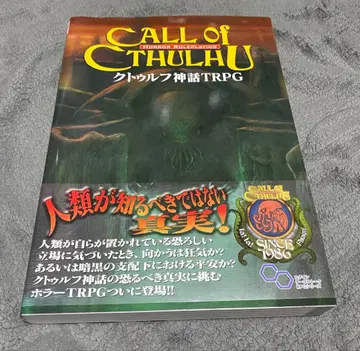 CALL of
HORROR ROLEPLAYING
CTHULHU
クトゥルフ神話TRPG
人類が知るべきではない
真実!
人類が自らが置かれている恐ろしい
立場に気づいたとき、向かうは狂気か?
あるいは暗黒の支配下における平安か?
クトゥルフ神話の恐るべき真実に挑む
ホラーTRPGついに登場!!
CALL of
CTHULHU
SINCE
1986